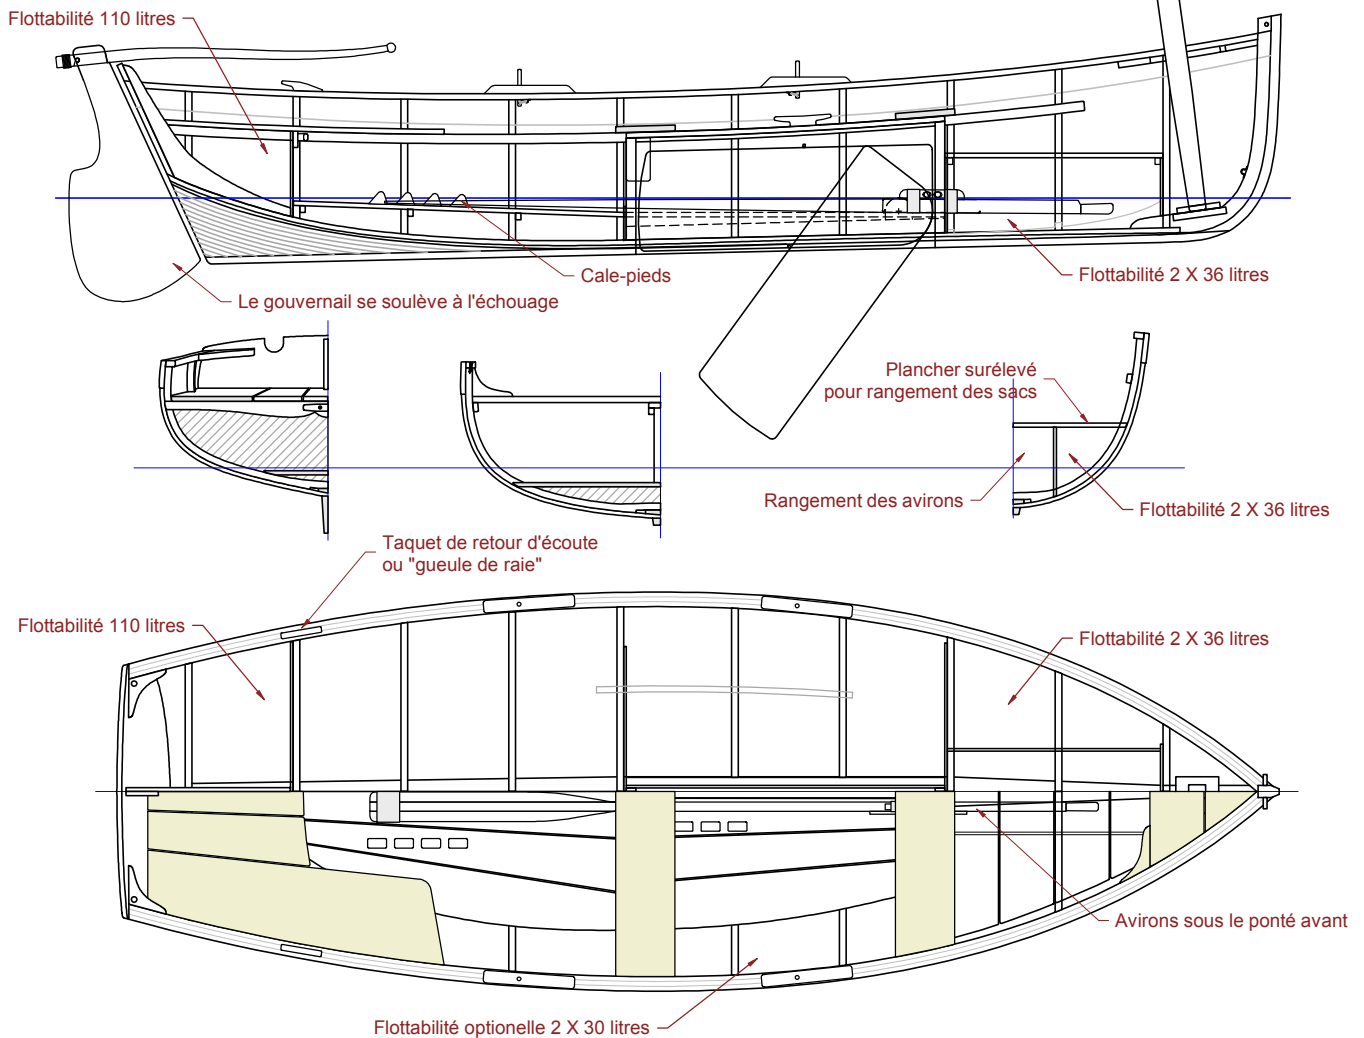 Flottabilité 110 litres
Cale-pieds
Flottabilité 2 X 36 litres
Le gouvernail se soulève à l'échouage
Plancher surélevé
pour rangement des sacs
Rangement des avirons
Flottabilité 2 X 36 litres
Taquet de retour d'écoute
ou "gueule de raie"
Flottabilité 110 litres
Flottabilité 2 X 36 litres
Avirons sous le ponté avant
Flottabilité optionelle 2 X 30 litres